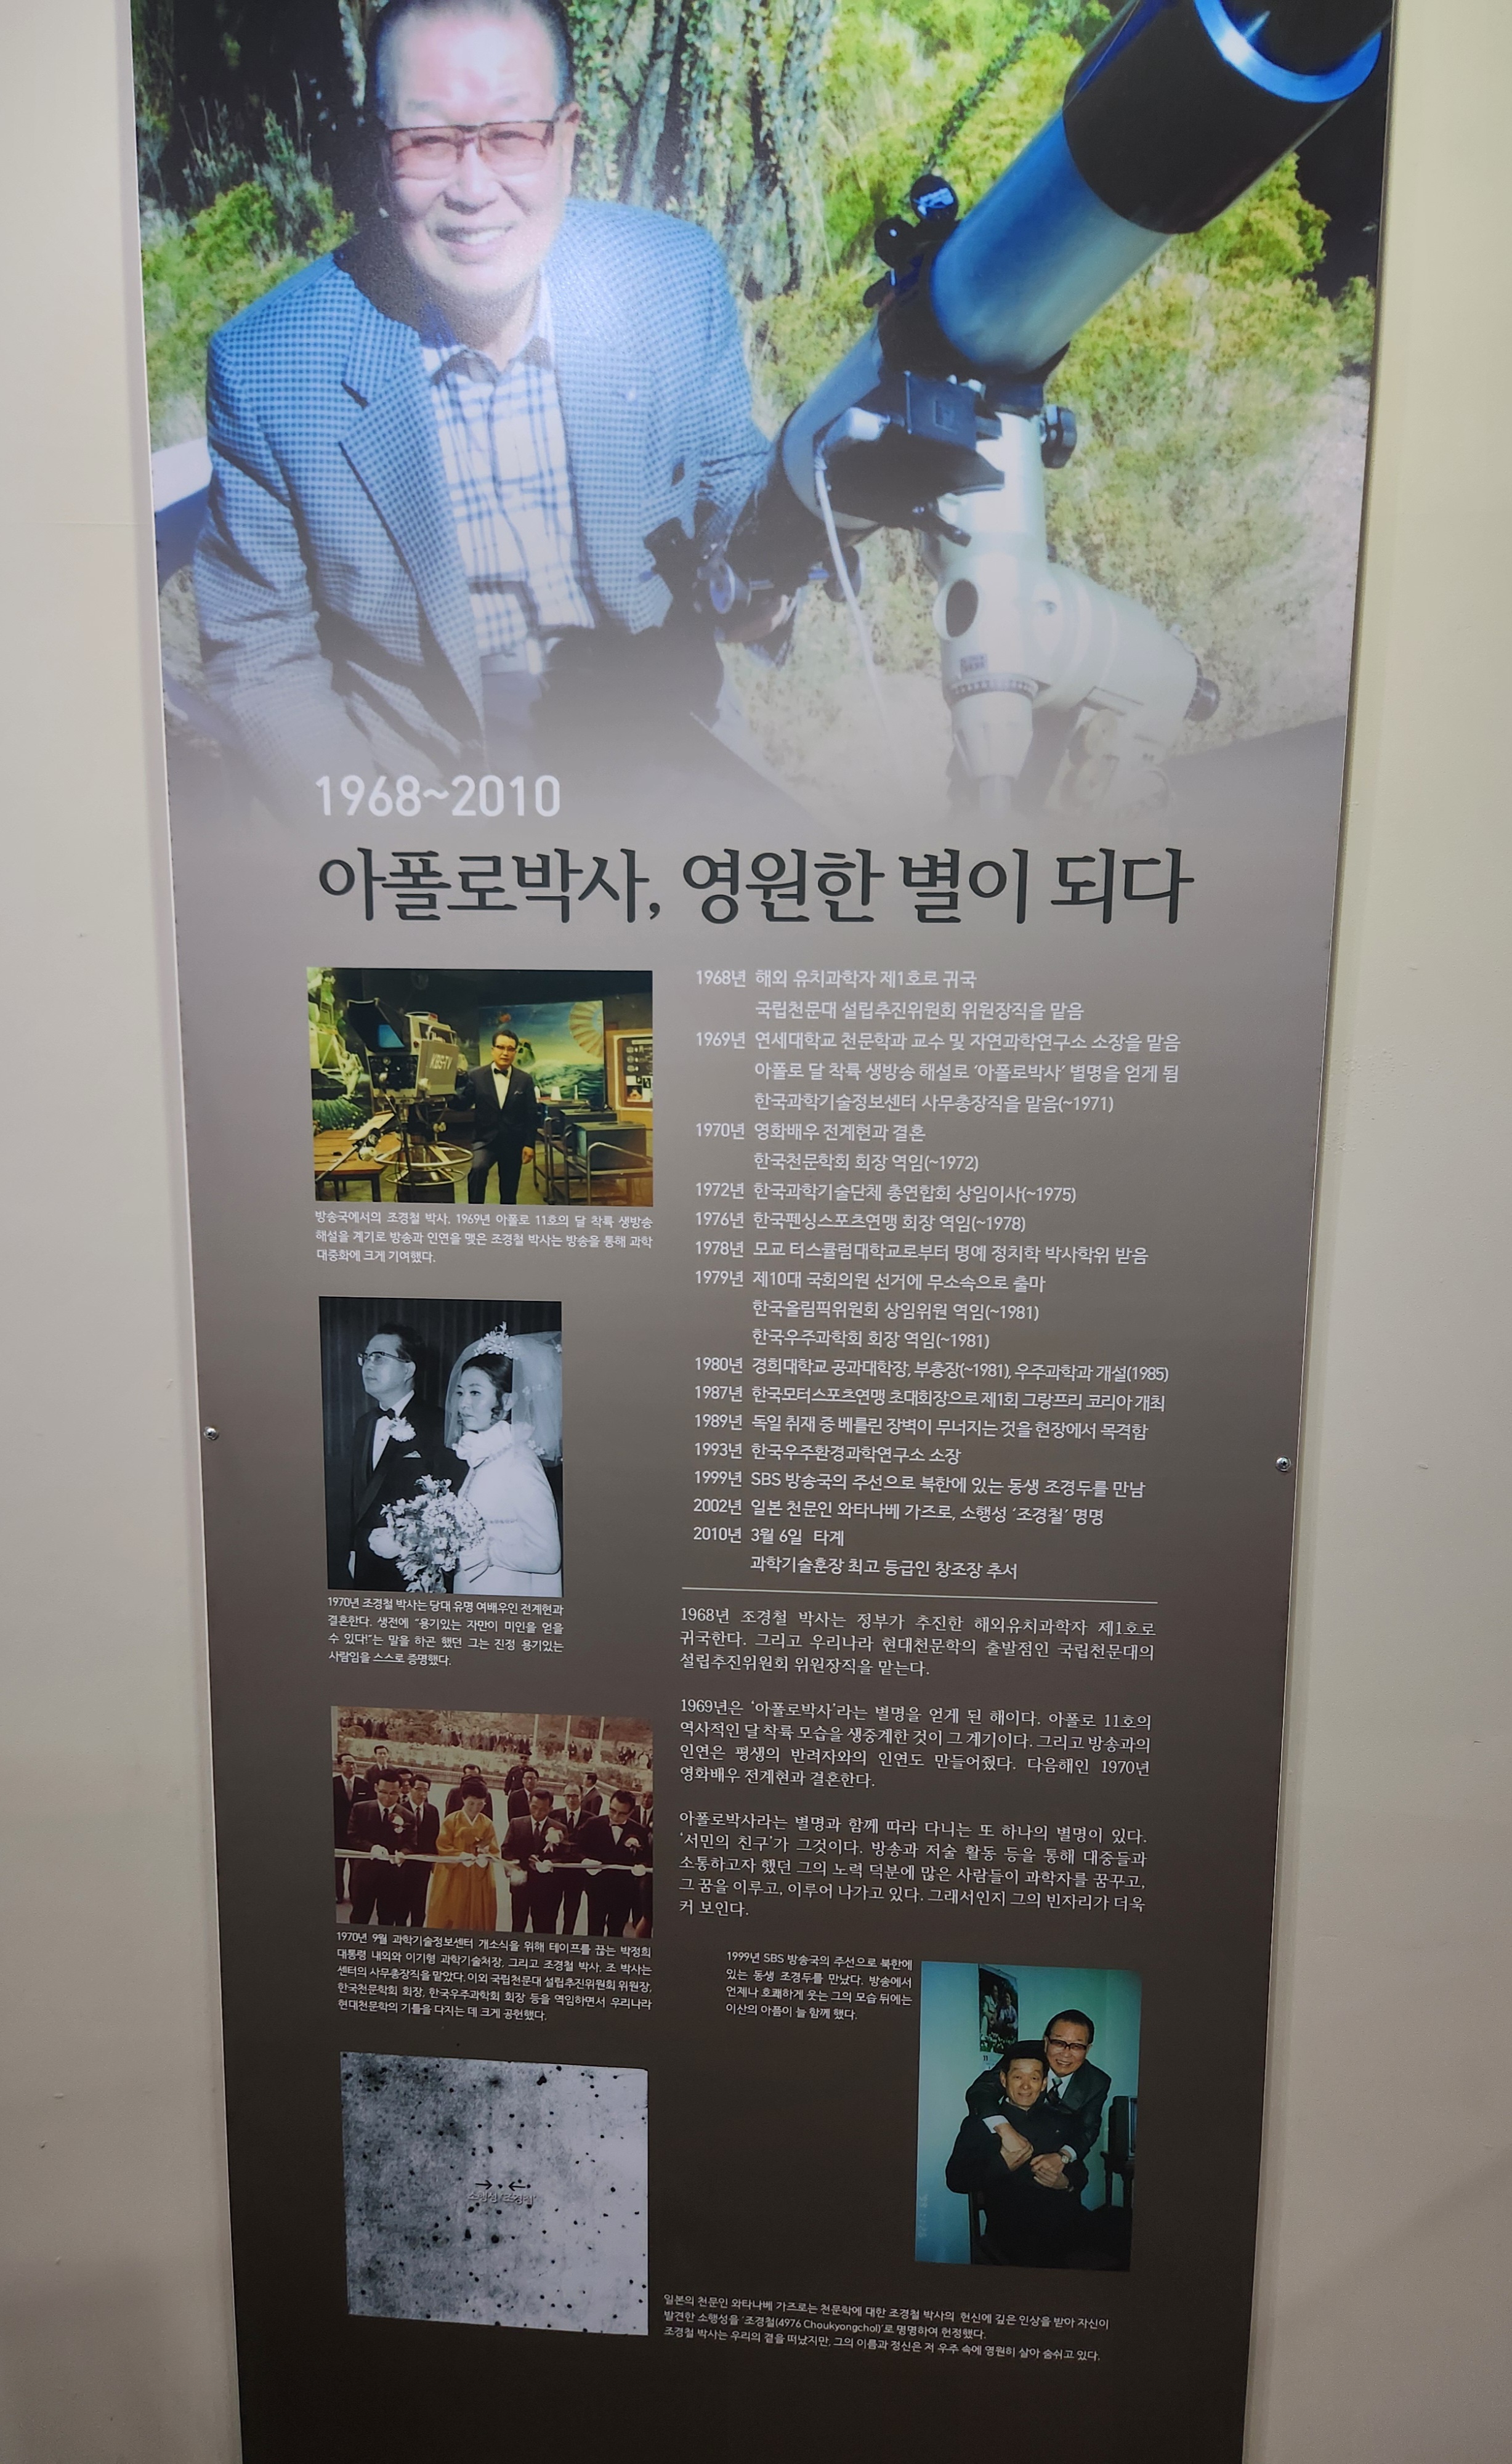 1968~2010
아폴로박사, 영원한 별이 되다
KBS-TV
방송국에서의 조경철 박사. 1969년 아폴로 11호의 달 착륙 생방송
해설을 계기로 방송과 인연을 맺은 조경철 박사는 방송을 통해 과학
대중화에 크게 기여했다.
1970년 조경철 박사는 당대 유명 여배우인 전계현과
결혼한다. 생전에 “용기있는 자만이 미인을 얻을
수 있다!”는 말을 하곤 했던 그는 진정 용기있는
사람임을 스스로 증명했다.
1970년 9월 과학기술정보센터 개소식을 위해 테이프를 끊는 박정희
대통령 내외와 이기형 과학기술처장, 그리고 조경철 박사. 조 박사는
센터의 사무총장직을 맡았다. 이외 국립천문대 설립추진위원회 위원장,
한국천문학회 회장, 한국우주과학회 회장 등을 역임하면서 우리나라
현대천문학의 기틀을 다지는 데 크게 공헌했다.
→ · ←
소행성 '조경철'
1968년 해외 유치과학자 제1호로 귀국
국립천문대 설립추진위원회 위원장직을 맡음
1969년 연세대학교 천문학과 교수 및 자연과학연구소 소장을 맡음
아폴로 달 착륙 생방송 해설로 ‘아폴로박사’ 별명을 얻게 됨
한국과학기술정보센터 사무총장직을 맡음(~1971)
1970년 영화배우 전계현과 결혼
한국천문학회 회장 역임(~1972)
1972년 한국과학기술단체 총연합회 상임이사(~1975)
1976년 한국펜싱스포츠연맹 회장 역임(~1978)
1978년 모교 터스큘럼대학교로부터 명예 정치학 박사학위 받음
1979년 제10대 국회의원 선거에 무소속으로 출마
한국올림픽위원회 상임위원 역임(~1981)
한국우주과학회 회장 역임(~1981)
1980년 경희대학교 공과대학장, 부총장(~1981), 우주과학과 개설(1985)
1987년 한국모터스포츠연맹 초대회장으로 제1회 그랑프리 코리아 개최
1989년 독일 취재 중 베를린 장벽이 무너지는 것을 현장에서 목격함
1993년 한국우주환경과학연구소 소장
1999년 SBS 방송국의 주선으로 북한에 있는 동생 조경두를 만남
2002년 일본 천문인 와타나베 가즈로, 소행성 ‘조경철’ 명명
2010년 3월 6일 타계
과학기술훈장 최고 등급인 창조장 추서
1968년 조경철 박사는 정부가 추진한 해외유치과학자 제1호로
귀국한다. 그리고 우리나라 현대천문학의 출발점인 국립천문대의
설립추진위원회 위원장직을 맡는다.
1969년은 ‘아폴로박사’라는 별명을 얻게 된 해이다. 아폴로 11호의
역사적인 달 착륙 모습을 생중계한 것이 그 계기이다. 그리고 방송과의
인연은 평생의 반려자와의 인연도 만들어줬다. 다음해인 1970년
영화배우 전계현과 결혼한다.
아폴로박사라는 별명과 함께 따라 다니는 또 하나의 별명이 있다.
‘서민의 친구’가 그것이다. 방송과 저술 활동 등을 통해 대중들과
소통하고자 했던 그의 노력 덕분에 많은 사람들이 과학자를 꿈꾸고,
그 꿈을 이루고, 이루어 나가고 있다. 그래서인지 그의 빈자리가 더욱
커 보인다.
1999년 SBS 방송국의 주선으로 북한에
있는 동생 조경두를 만났다. 방송에서
언제나 호쾌하게 웃는 그의 모습 뒤에는
이산의 아픔이 늘 함께 했다.
11
일본의 천문인 와타나베 가즈로는 천문학에 대한 조경철 박사의 헌신에 깊은 인상을 받아 자신이
발견한 소행성을 '조경철(4976 Choukyongchol)'로 명명하여 헌정했다.
조경철 박사는 우리의 곁을 떠났지만, 그의 이름과 정신은 저 우주 속에 영원히 살아 숨쉬고 있다.